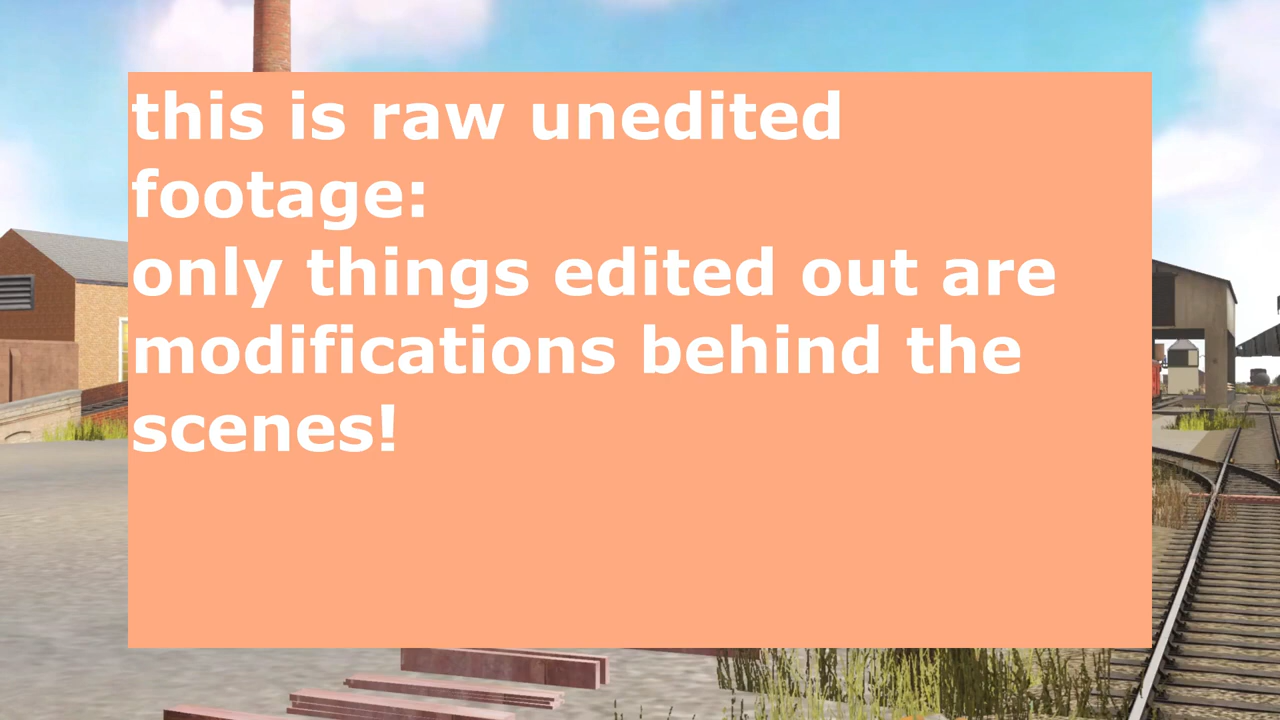 this is raw unedited
footage:
only things edited out are
modifications behind the
scenes!